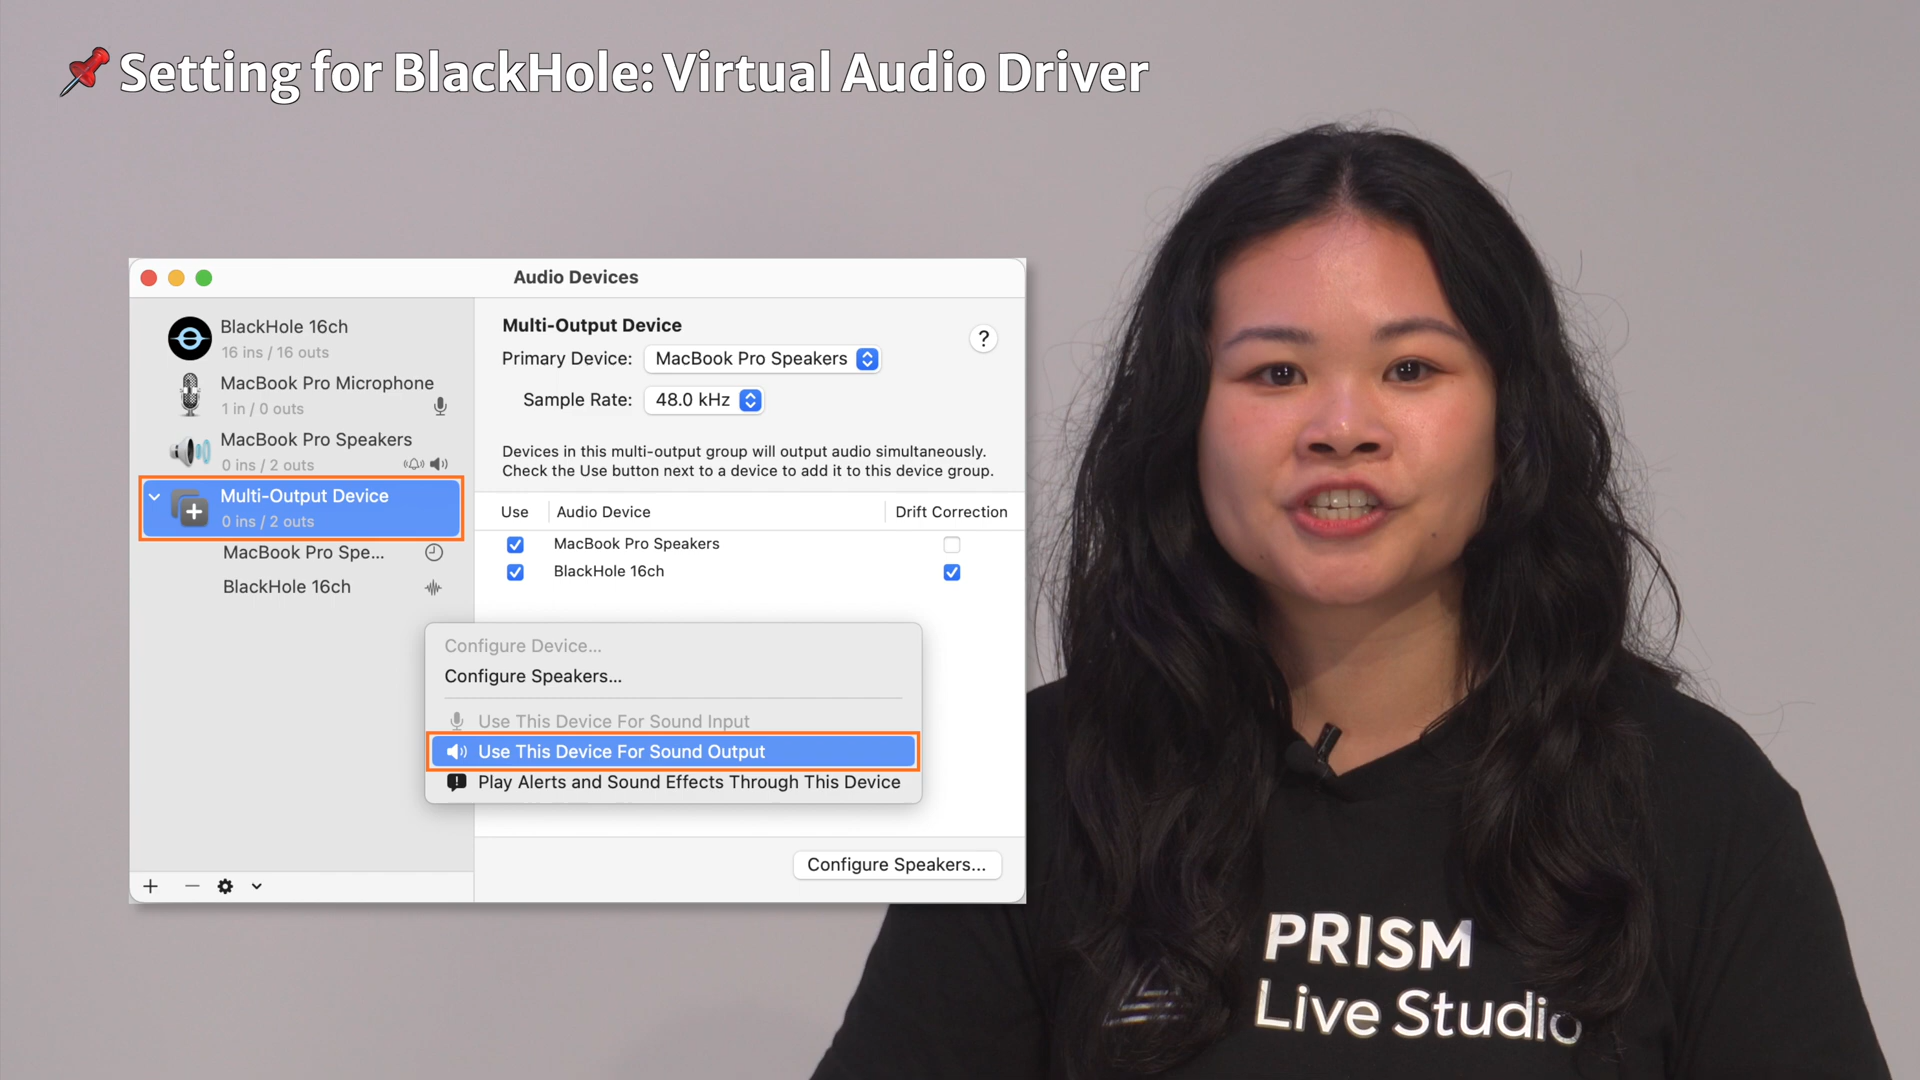 Setting for BlackHole: Virtual Audio Driver
Audio Devices
BlackHole 16ch
16 ins / 16 outs
MacBook Pro Microphone
1 in / 0 outs
MacBook Pro Speakers
0 ins / 2 outs
Multi-Output Device
0 ins / 2 outs
MacBook Pro Spe...
BlackHole 16ch
Multi-Output Device
?
Primary Device: MacBook Pro Speakers
Sample Rate: 48.0 kHz
Devices in this multi-output group will output audio simultaneously.
Check the Use button next to a device to add it to this device group.
Use Audio Device Drift Correction
MacBook Pro Speakers
BlackHole 16ch
Configure Device...
Configure Speakers...
Use This Device For Sound Input
Use This Device For Sound Output
Play Alerts and Sound Effects Through This Device
Configure Speakers...
PRISM
Live Studio